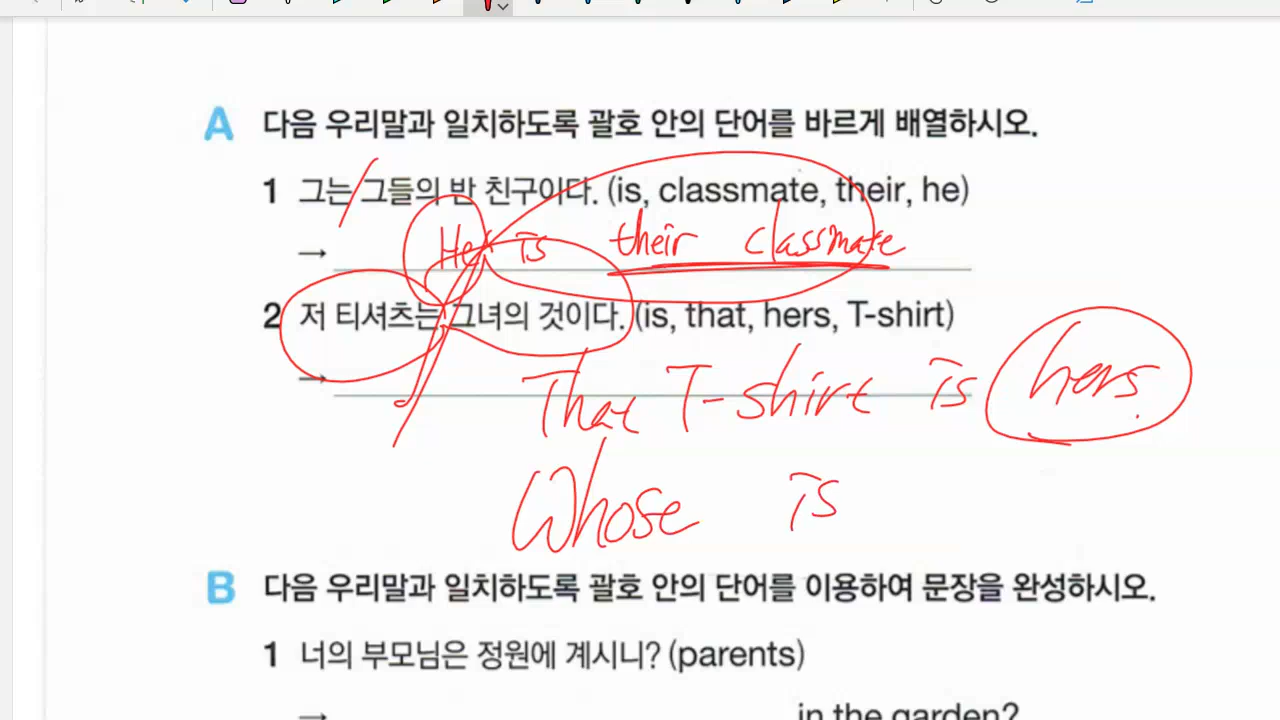 A 다음 우리말과 일치하도록 괄호 안의 단어를 바르게 배열하시오.
1 그는 그들의 반 친구이다. (is, classmate, their, he)
→ He is their classmate
2 저 티셔츠는 그녀의 것이다. (is, that, hers, T-shirt)
→ That T-shirt is hers.
Whose is
B 다음 우리말과 일치하도록 괄호 안의 단어를 이용하여 문장을 완성하시오.
1 너의 부모님은 정원에 계시니? (parents)
→ in the garden?